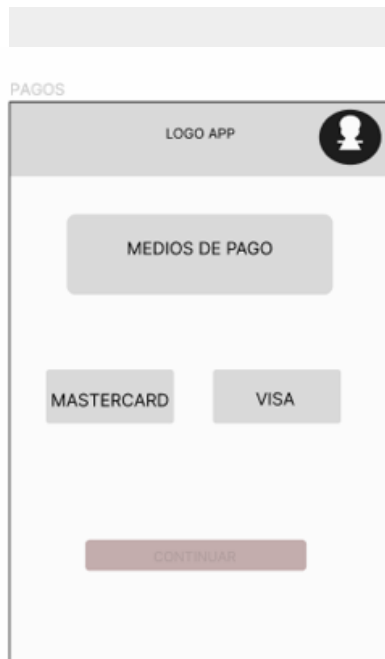 PAGOS
LOGO APP
MEDIOS DE PAGO
MASTERCARD
VISA
CONTINUAR